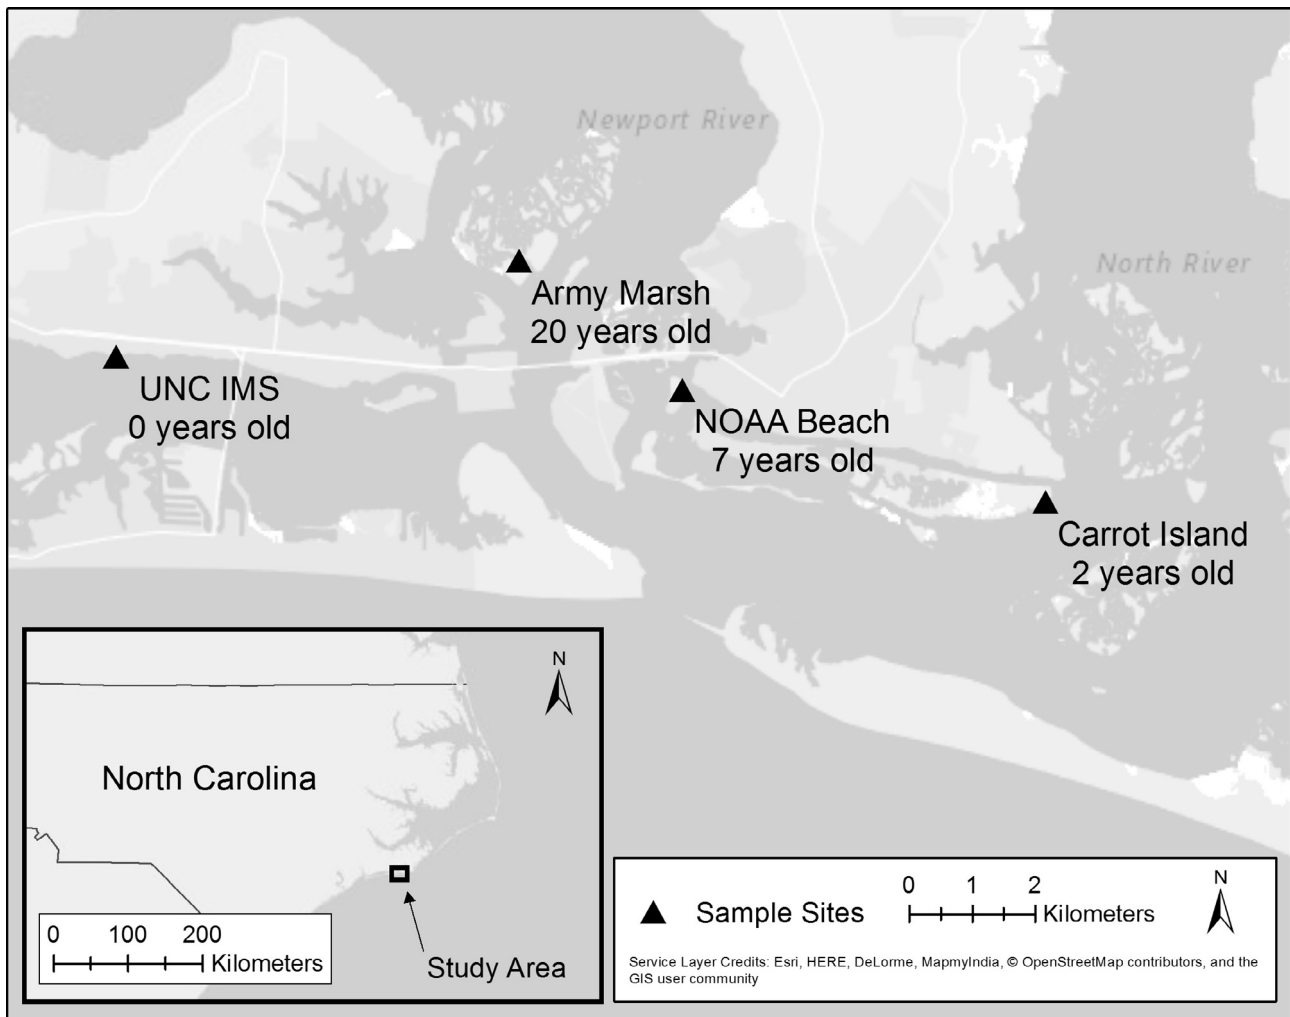 Newport River
North River
Army Marsh
20 years old
UNC IMS
0 years old
NOAA Beach
7 years old
Carrot Island
2 years old
N
North Carolina
0 100 200
Kilometers
Study Area
Sample Sites
0 1 2
Kilometers
N
Service Layer Credits: Esri, HERE, DeLorme, MapmyIndia, © OpenStreetMap contributors, and the
GIS user community